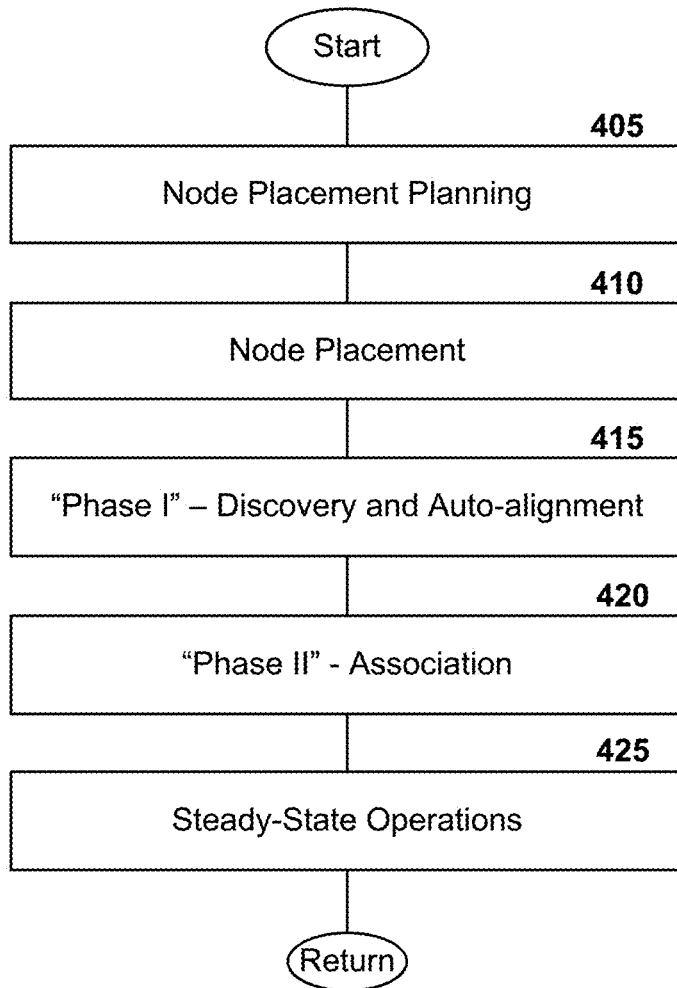 Start
405
Node Placement Planning
410
Node Placement
415
“Phase I” – Discovery and Auto-alignment
420
“Phase II” - Association
425
Steady-State Operations
Return